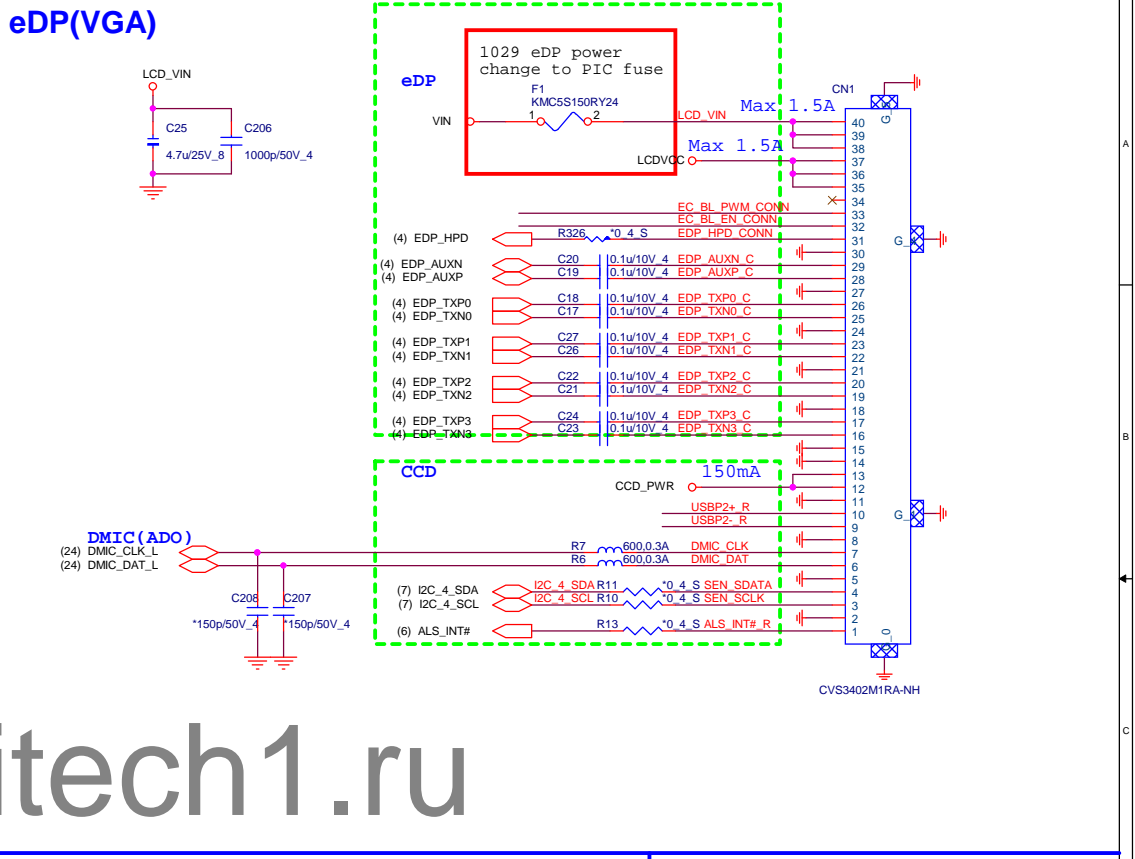 eDP(VGA)
LCD_VIN
C25
4.7u/25V_8
C206
1000p/50V_4
eDP
1029 eDP power
change to PIC fuse
F1
KMC5S150RY24
VIN
1
2
LCD_VIN
Max 1.5A
Max 1.5A
LCDVCC
CN1
EC_BL_PWM_CONN
EC_BL_EN_CONN
(4) EDP_HPD R326 *0_4_S EDP_HPD_CONN
(4) EDP_AUXN C20 0.1u/10V_4 EDP_AUXN_C
(4) EDP_AUXP C19 0.1u/10V_4 EDP_AUXP_C
(4) EDP_TXP0 C18 0.1u/10V_4 EDP_TXP0_C
(4) EDP_TXN0 C17 0.1u/10V_4 EDP_TXN0_C
(4) EDP_TXP1 C27 0.1u/10V_4 EDP_TXP1_C
(4) EDP_TXN1 C26 0.1u/10V_4 EDP_TXN1_C
(4) EDP_TXP2 C22 0.1u/10V_4 EDP_TXP2_C
(4) EDP_TXN2 C21 0.1u/10V_4 EDP_TXN2_C
(4) EDP_TXP3 C24 0.1u/10V_4 EDP_TXP3_C
(4) EDP_TXN3 C23 0.1u/10V_4 EDP_TXN3_C
CCD
150mA
CCD_PWR
USBP2+_R
USBP2-_R
DMIC(ADO)
(24) DMIC_CLK_L R7 600,0.3A DMIC_CLK
(24) DMIC_DAT_L R6 600,0.3A DMIC_DAT
C208
*150p/50V_4
C207
*150p/50V_4
(7) I2C_4_SDA I2C_4_SDA R11 *0_4_S SEN_SDATA
(7) I2C_4_SCL I2C_4_SCL R10 *0_4_S SEN_SCLK
(6) ALS_INT# R13 *0_4_S ALS_INT#_R
40
39
38
37
36
35
34
33
32
31
30
29
28
27
26
25
24
23
22
21
20
19
18
17
16
15
14
13
12
11
10
9
8
7
6
5
4
3
2
1
CVS3402M1RA-NH
A
B
C
itech1.ru